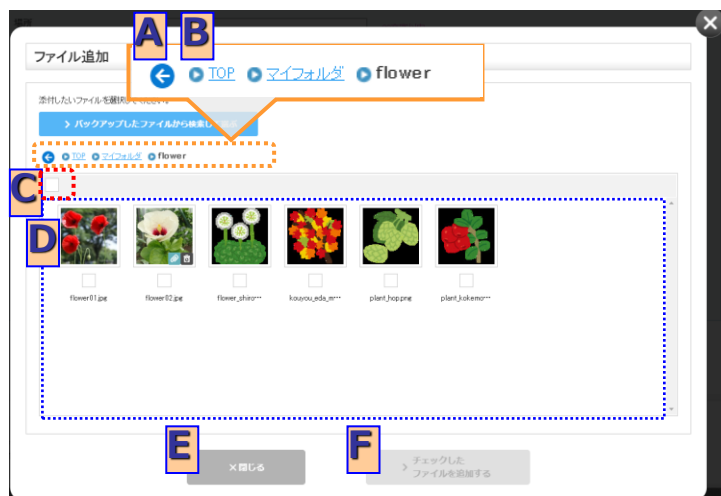 A B
ファイル追加
TOP マイフォルダ flower
添付したいファイルを選択してください。
> バックアップしたファイルから検索し
TOP マイフォルダ flower
C
D
flower01.jpg flower02.jpg flower_shiro… kouyou_eda_m… plant_hop.png plant_kokemo…
E F
×閉じる
> チェックした
ファイルを追加する